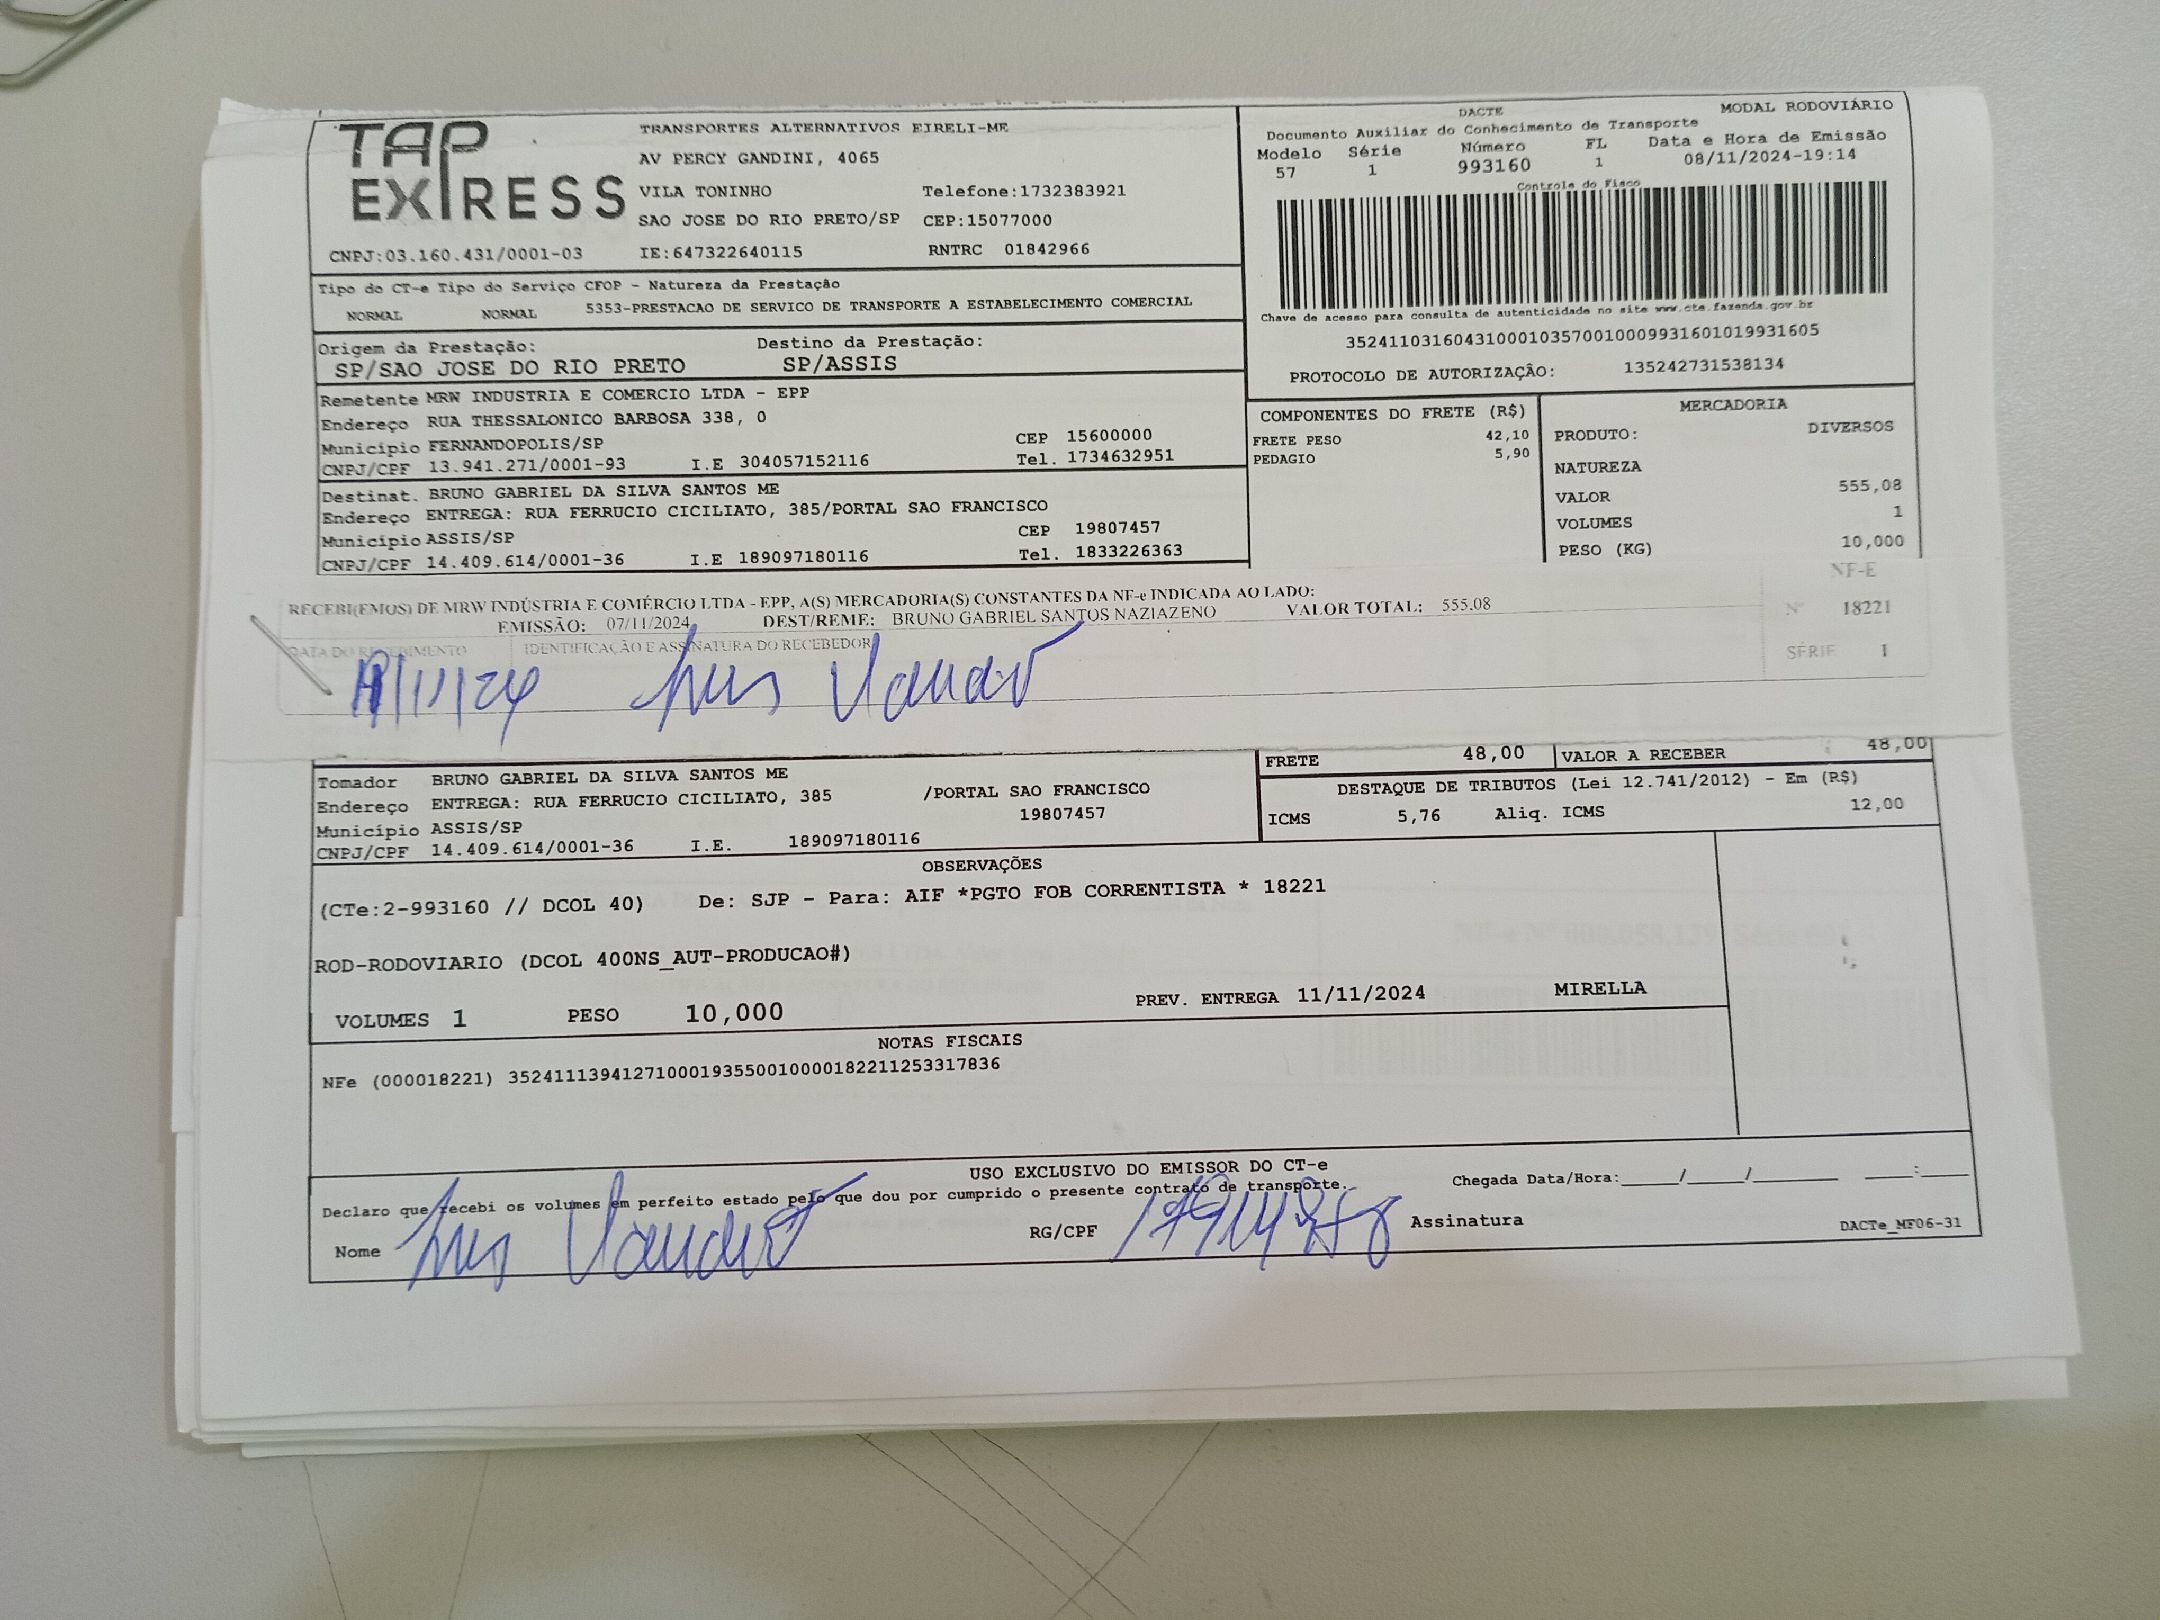 TAP EXPRESS
TRANSPORTES ALTERNATIVOS EIRELI-ME
AV PERCY GANDINI, 4065
VILA TONINHO Telefone:1732383921
SAO JOSE DO RIO PRETO/SP CEP:15077000
CNPJ:03.160.431/0001-03 IE:647322640115 RNTRC 01842966
DACTE MODAL RODOVIÁRIO
Documento Auxiliar do Conhecimento de Transporte
Modelo Série Número FL Data e Hora de Emissão
57 1 993160 1 08/11/2024-19:14
Controle do Fisco
Chave de acesso para consulta de autenticidade no site www.cte.fazenda.gov.br
35241103160431000103570010009931601019931605
PROTOCOLO DE AUTORIZAÇÃO: 135242731538134
Tipo do CT-e Tipo do Serviço CFOP - Natureza da Prestação
NORMAL NORMAL 5353-PRESTACAO DE SERVICO DE TRANSPORTE A ESTABELECIMENTO COMERCIAL
Origem da Prestação: Destino da Prestação:
SP/SAO JOSE DO RIO PRETO SP/ASSIS
Remetente MRW INDUSTRIA E COMERCIO LTDA - EPP
Endereço RUA THESSALONICO BARBOSA 338, 0
Município FERNANDOPOLIS/SP CEP 15600000
CNPJ/CPF 13.941.271/0001-93 I.E 304057152116 Tel. 1734632951
Destinat. BRUNO GABRIEL DA SILVA SANTOS ME
Endereço ENTREGA: RUA FERRUCIO CICILIATO, 385/PORTAL SAO FRANCISCO
Município ASSIS/SP CEP 19807457
CNPJ/CPF 14.409.614/0001-36 I.E 189097180116 Tel. 1833226363
COMPONENTES DO FRETE (R$)
FRETE PESO 42,10
PEDAGIO 5,90
MERCADORIA
PRODUTO: DIVERSOS
NATUREZA
VALOR 555,08
VOLUMES 1
PESO (KG) 10,000
RECEBI(EMOS) DE MRW INDÚSTRIA E COMÉRCIO LTDA - EPP, A(S) MERCADORIA(S) CONSTANTES DA NF-e INDICADA AO LADO:
EMISSÃO: 07/11/2024 DEST/REME: BRUNO GABRIEL SANTOS NAZIAZENO VALOR TOTAL: 555.08
DATA DO RECEBIMENTO IDENTIFICAÇÃO E ASSINATURA DO RECEBEDOR
NF-E
Nº 18221
SÉRIE 1
/11/24
FRETE 48,00 VALOR A RECEBER 48,00
Tomador BRUNO GABRIEL DA SILVA SANTOS ME
Endereço ENTREGA: RUA FERRUCIO CICILIATO, 385 /PORTAL SAO FRANCISCO
Município ASSIS/SP 19807457
CNPJ/CPF 14.409.614/0001-36 I.E. 189097180116
DESTAQUE DE TRIBUTOS (Lei 12.741/2012) - Em (R$)
ICMS 5,76 Aliq. ICMS 12,00
OBSERVAÇÕES
(CTe:2-993160 // DCOL 40) De: SJP - Para: AIF *PGTO FOB CORRENTISTA * 18221
ROD-RODOVIARIO (DCOL 400NS_AUT-PRODUCAO#)
VOLUMES 1 PESO 10,000 PREV. ENTREGA 11/11/2024 MIRELLA
NOTAS FISCAIS
NFe (000018221) 35241113941271000193550010000182211253317836
USO EXCLUSIVO DO EMISSOR DO CT-e
Declaro que recebi os volumes em perfeito estado pelo que dou por cumprido o presente contrato de transporte. Chegada Data/Hora:____/____/______ ____:____
Nome RG/CPF Assinatura DACTe_MF06-31